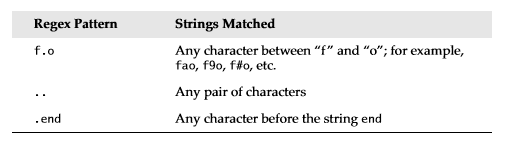 Regex Pattern Strings Matched
f.o Any character between “f” and “o”; for example,
fao, f9o, f#o, etc.
.. Any pair of characters
.end Any character before the string end